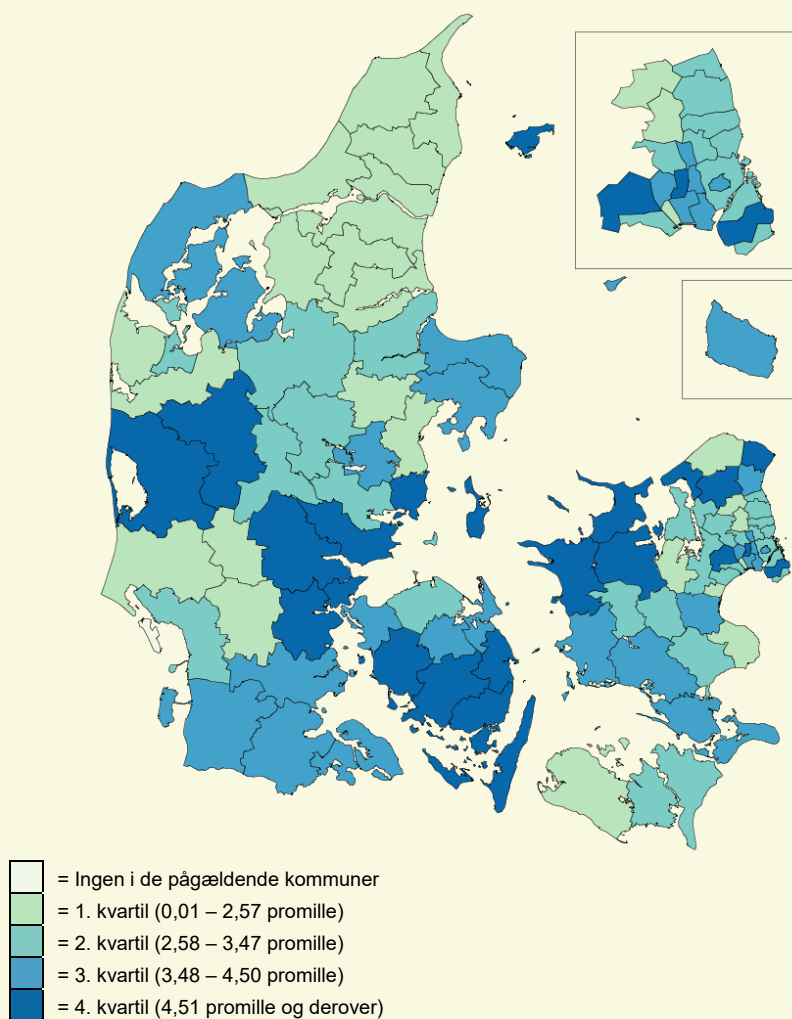 = Ingen i de pågældende kommuner
= 1. kvartil (0,01 – 2,57 promille)
= 2. kvartil (2,58 – 3,47 promille)
= 3. kvartil (3,48 – 4,50 promille)
= 4. kvartil (4,51 promille og derover)